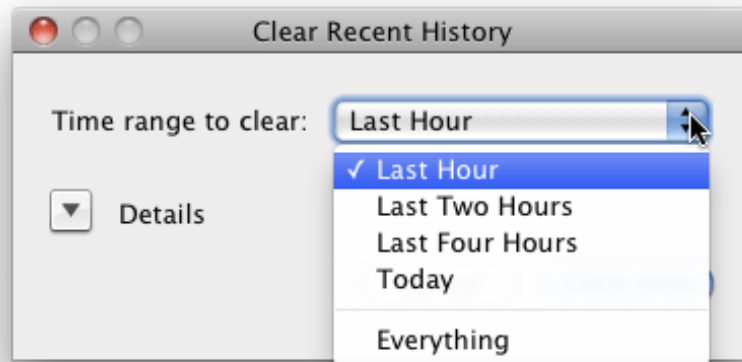 Clear Recent History
Time range to clear: Last Hour
✓ Last Hour
Last Two Hours
Details
Last Four Hours
Today
Everything